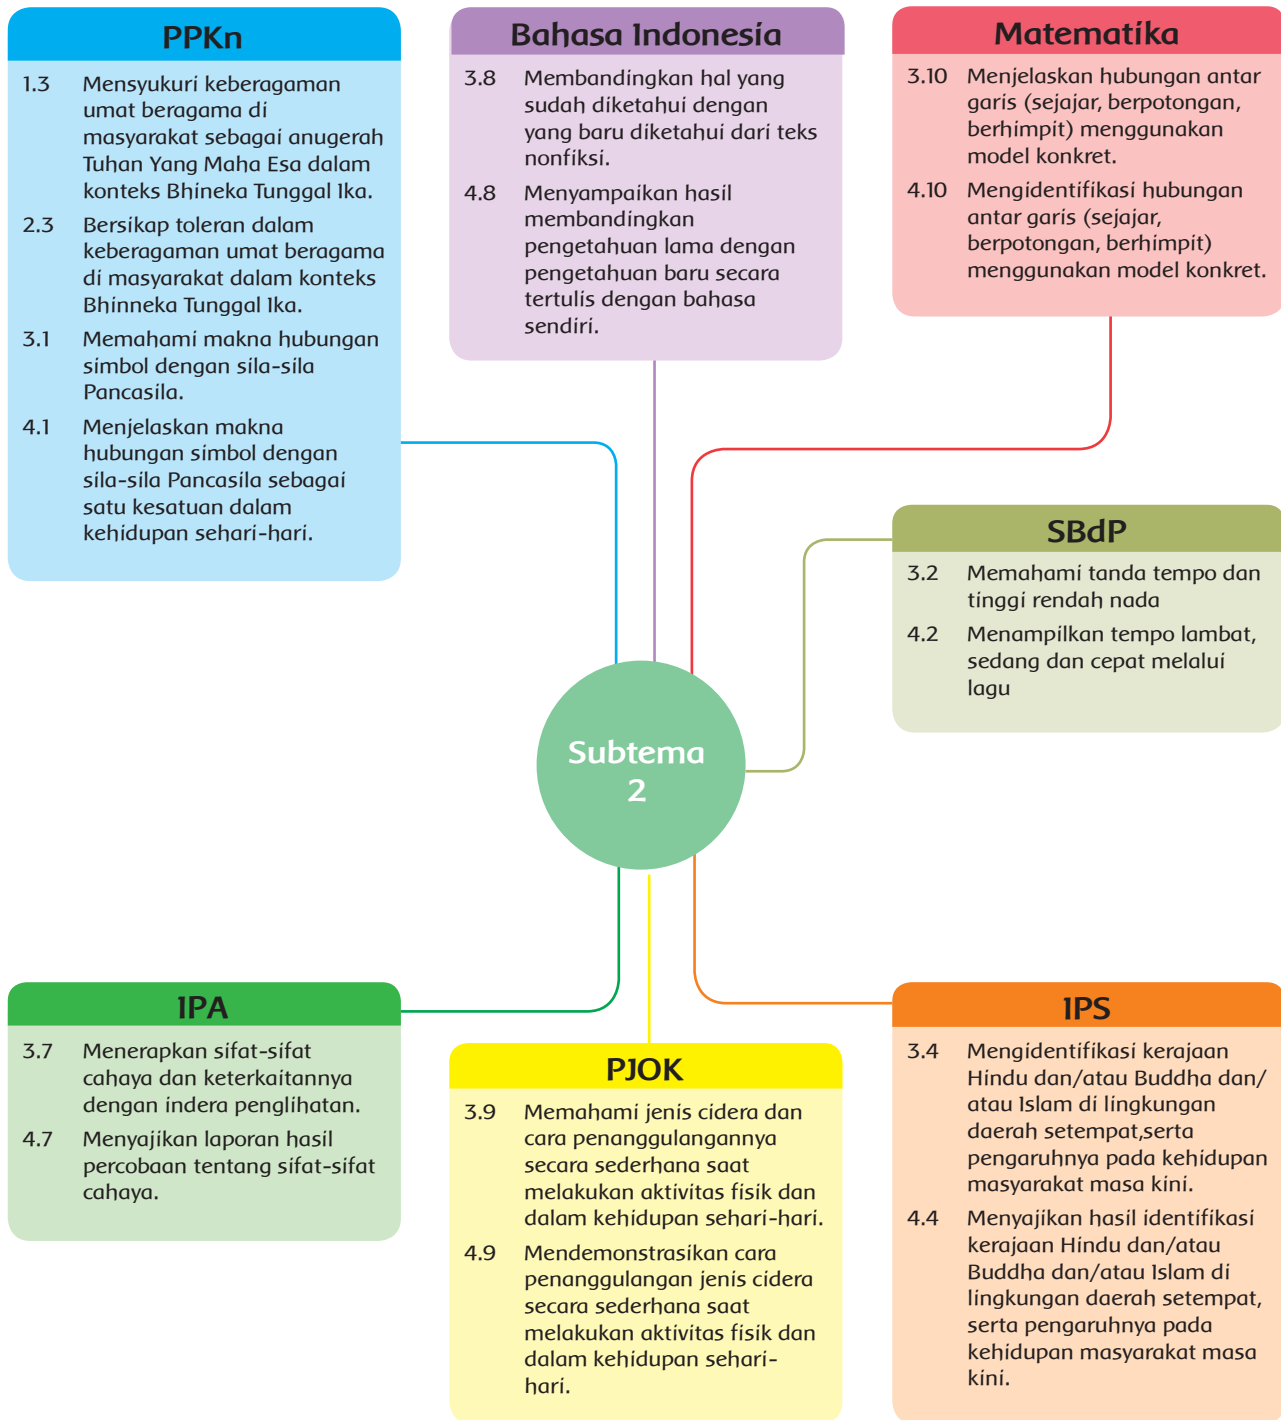 PPKn
1.3 Mensyukuri keberagaman
umat beragama di
masyarakat sebagai anugerah
Tuhan Yang Maha Esa dalam
konteks Bhineka Tunggal Ika.
2.3 Bersikap toleran dalam
keberagaman umat beragama
di masyarakat dalam konteks
Bhinneka Tunggal Ika.
3.1 Memahami makna hubungan
simbol dengan sila-sila
Pancasila.
4.1 Menjelaskan makna
hubungan simbol dengan
sila-sila Pancasila sebagai
satu kesatuan dalam
kehidupan sehari-hari.
Bahasa Indonesia
3.8 Membandingkan hal yang
sudah diketahui dengan
yang baru diketahui dari teks
nonfiksi.
4.8 Menyampaikan hasil
membandingkan
pengetahuan lama dengan
pengetahuan baru secara
tertulis dengan bahasa
sendiri.
Matematika
3.10 Menjelaskan hubungan antar
garis (sejajar, berpotongan,
berhimpit) menggunakan
model konkret.
4.10 Mengidentifikasi hubungan
antar garis (sejajar,
berpotongan, berhimpit)
menggunakan model konkret.
SBdP
3.2 Memahami tanda tempo dan
tinggi rendah nada
4.2 Menampilkan tempo lambat,
sedang dan cepat melalui
lagu
Subtema
2
IPA
3.7 Menerapkan sifat-sifat
cahaya dan keterkaitannya
dengan indera penglihatan.
4.7 Menyajikan laporan hasil
percobaan tentang sifat-sifat
cahaya.
PJOK
3.9 Memahami jenis cidera dan
cara penanggulangannya
secara sederhana saat
melakukan aktivitas fisik dan
dalam kehidupan sehari-hari.
4.9 Mendemonstrasikan cara
penanggulangan jenis cidera
secara sederhana saat
melakukan aktivitas fisik dan
dalam kehidupan sehari-
hari.
IPS
3.4 Mengidentifikasi kerajaan
Hindu dan/atau Buddha dan/
atau Islam di lingkungan
daerah setempat,serta
pengaruhnya pada kehidupan
masyarakat masa kini.
4.4 Menyajikan hasil identifikasi
kerajaan Hindu dan/atau
Buddha dan/atau Islam di
lingkungan daerah setempat,
serta pengaruhnya pada
kehidupan masyarakat masa
kini.